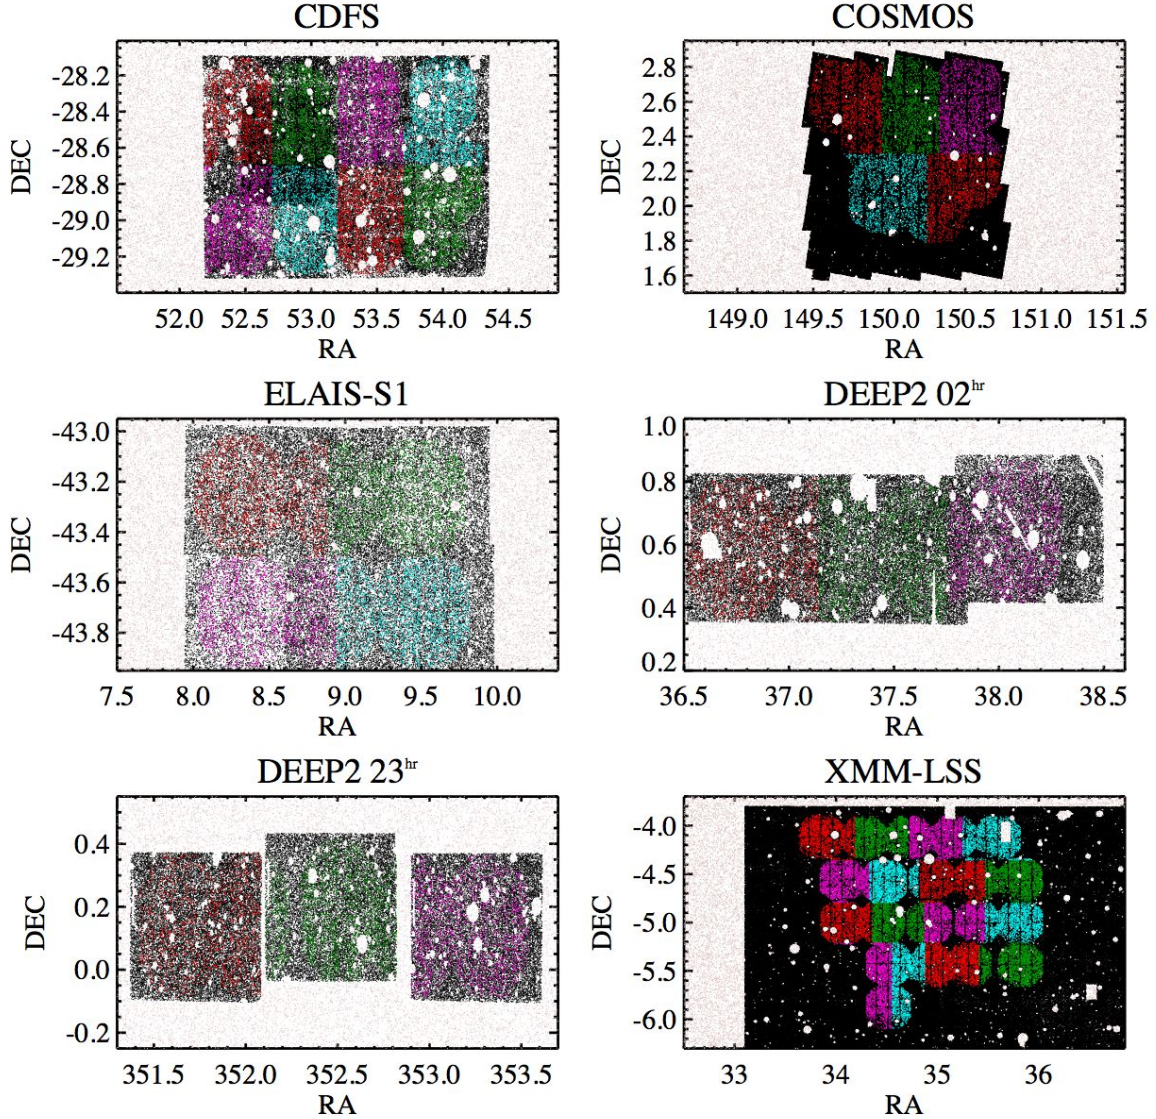 CDFS
COSMOS
-28.2
-28.4
-28.6
-28.8
-29.0
-29.2
DEC
52.0 52.5 53.0 53.5 54.0 54.5
RA
2.8
2.6
2.4
2.2
2.0
1.8
1.6
DEC
149.0 149.5 150.0 150.5 151.0 151.5
RA
ELAIS-S1
DEEP2 02hr
-43.0
-43.2
-43.4
-43.6
-43.8
DEC
7.5 8.0 8.5 9.0 9.5 10.0
RA
1.0
0.8
0.6
0.4
0.2
DEC
36.5 37.0 37.5 38.0 38.5
RA
DEEP2 23hr
XMM-LSS
0.4
0.2
0.0
-0.2
DEC
351.5 352.0 352.5 353.0 353.5
RA
-4.0
-4.5
-5.0
-5.5
-6.0
DEC
33 34 35 36
RA